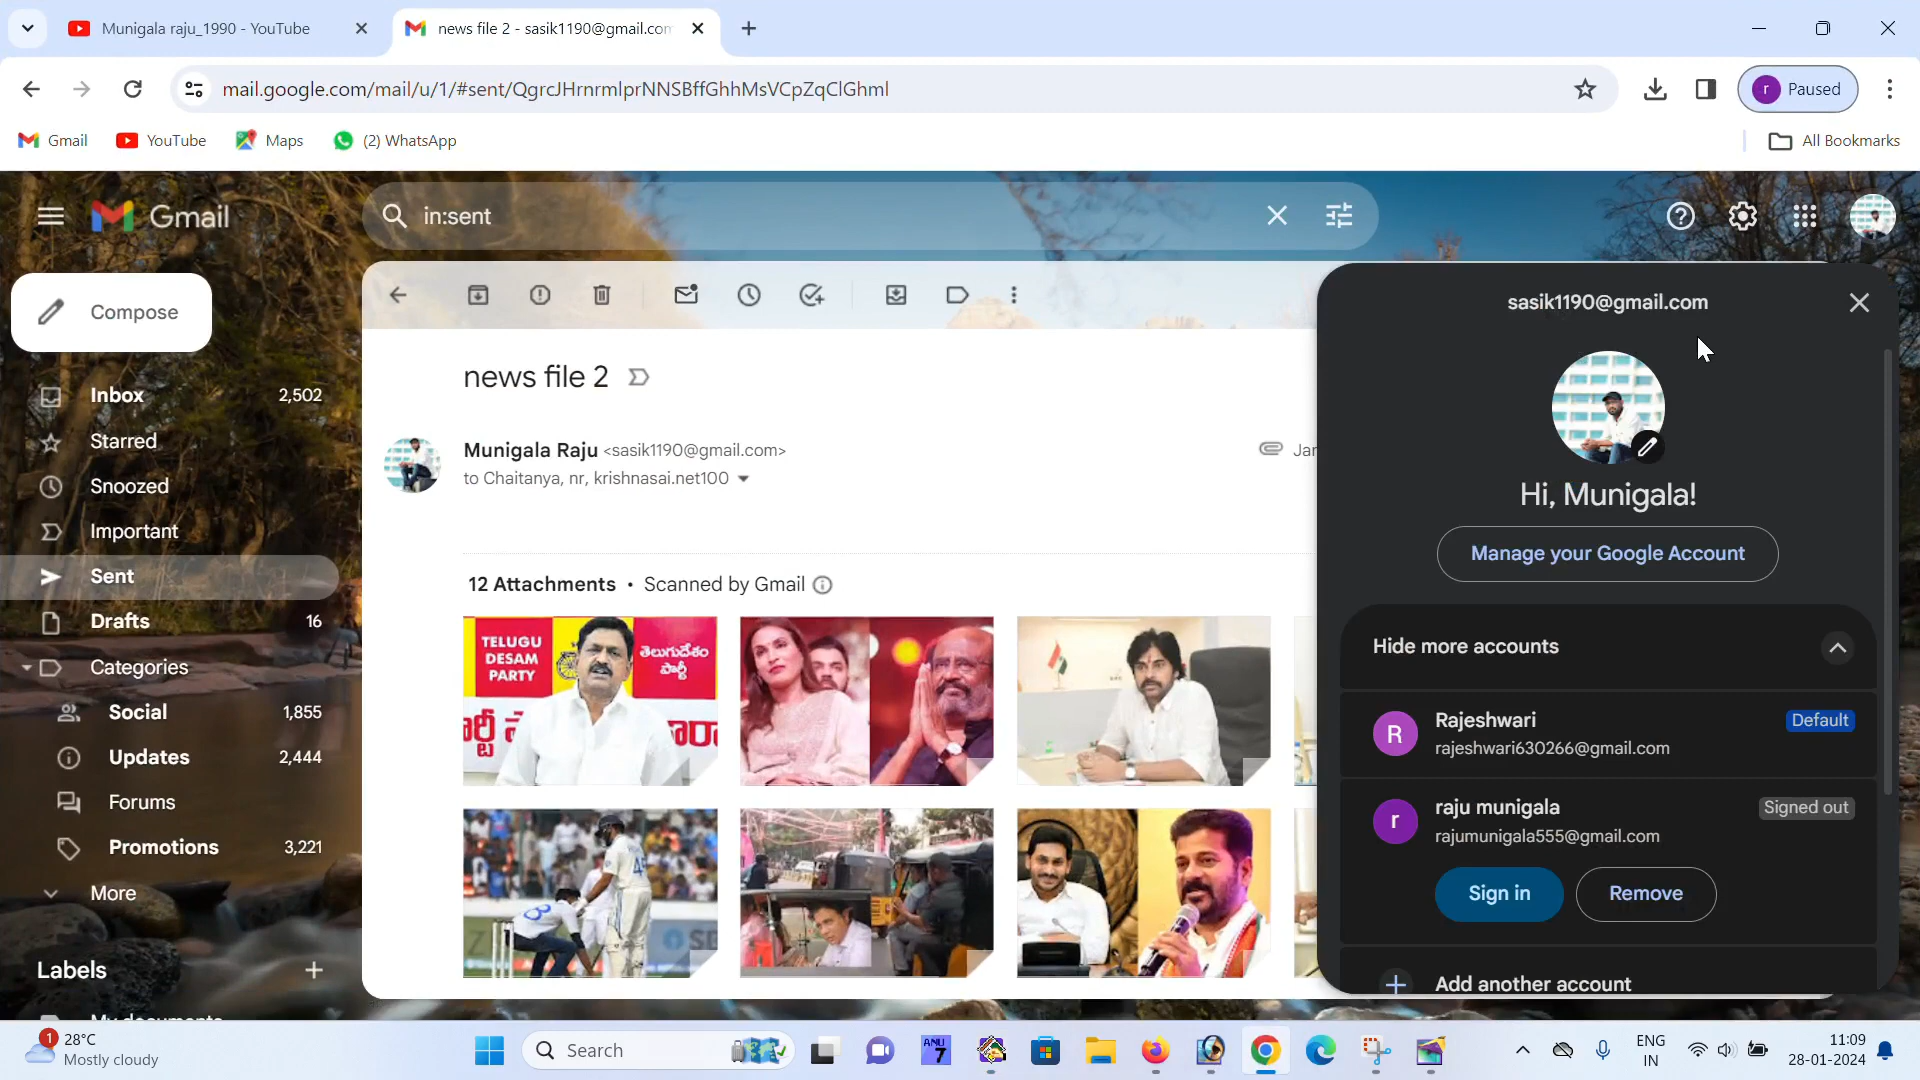 Munigala raju_1990 - YouTube
news file 2 - sasik1190@gmail.con
mail.google.com/mail/u/1/#sent/QgrcJHrnrmlprNNSBffGhhMsVCpZqClGhml
r Paused
Gmail YouTube Maps (2) WhatsApp
All Bookmarks
Gmail
in:sent
Compose
sasik1190@gmail.com
Inbox 2,502
Starred
Snoozed
Important
Sent
Drafts 16
Categories
Social 1,855
Updates 2,444
Forums
Promotions 3,221
More
Labels
news file 2
Munigala Raju <sasik1190@gmail.com>
Jar
to Chaitanya, nr, krishnasai.net100
12 Attachments • Scanned by Gmail
TELUGU
DESAM
PARTY
తెలుగుదేశం
పార్టీ
Hi, Munigala!
Manage your Google Account
Hide more accounts
R
Rajeshwari
Default
rajeshwari630266@gmail.com
r
raju munigala
Signed out
rajumunigala555@gmail.com
Sign in
Remove
Add another account
1
28°C
Mostly cloudy
Search
ANU
7
ENG
IN
11:09
28-01-2024